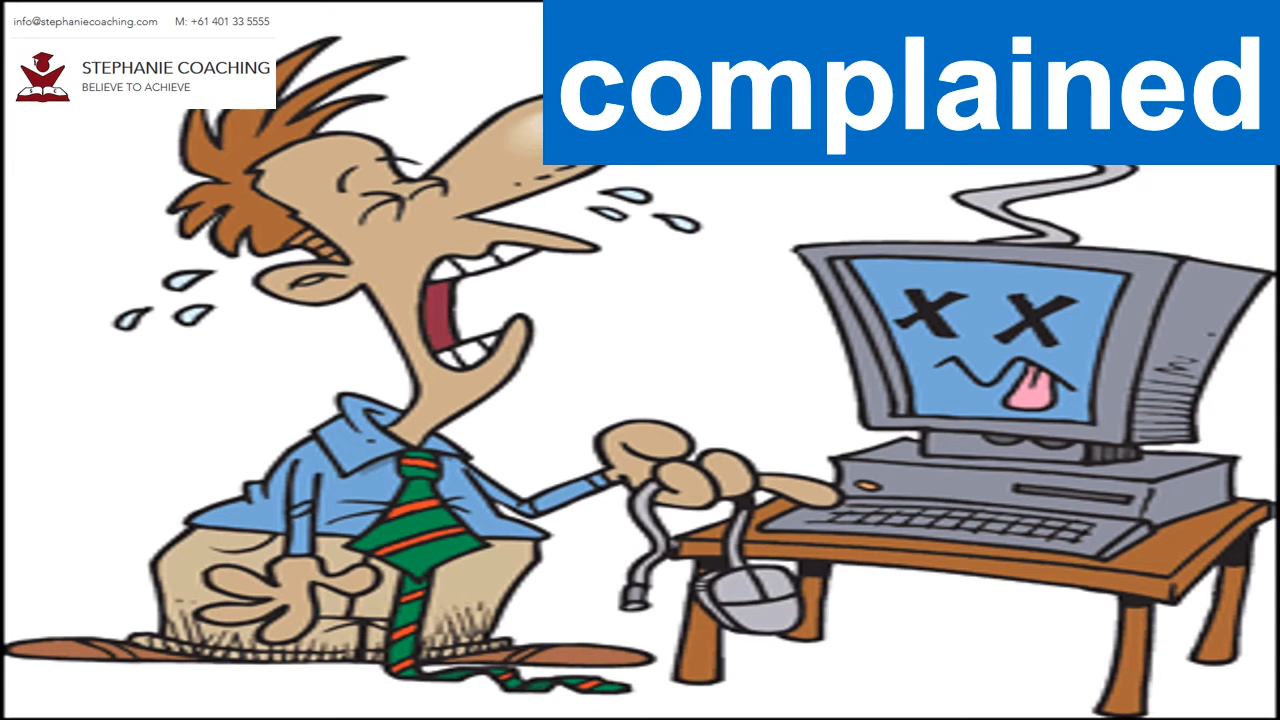 info@stephaniecoaching.com M: +61 401 33 5555
STEPHANIE COACHING
BELIEVE TO ACHIEVE
complained